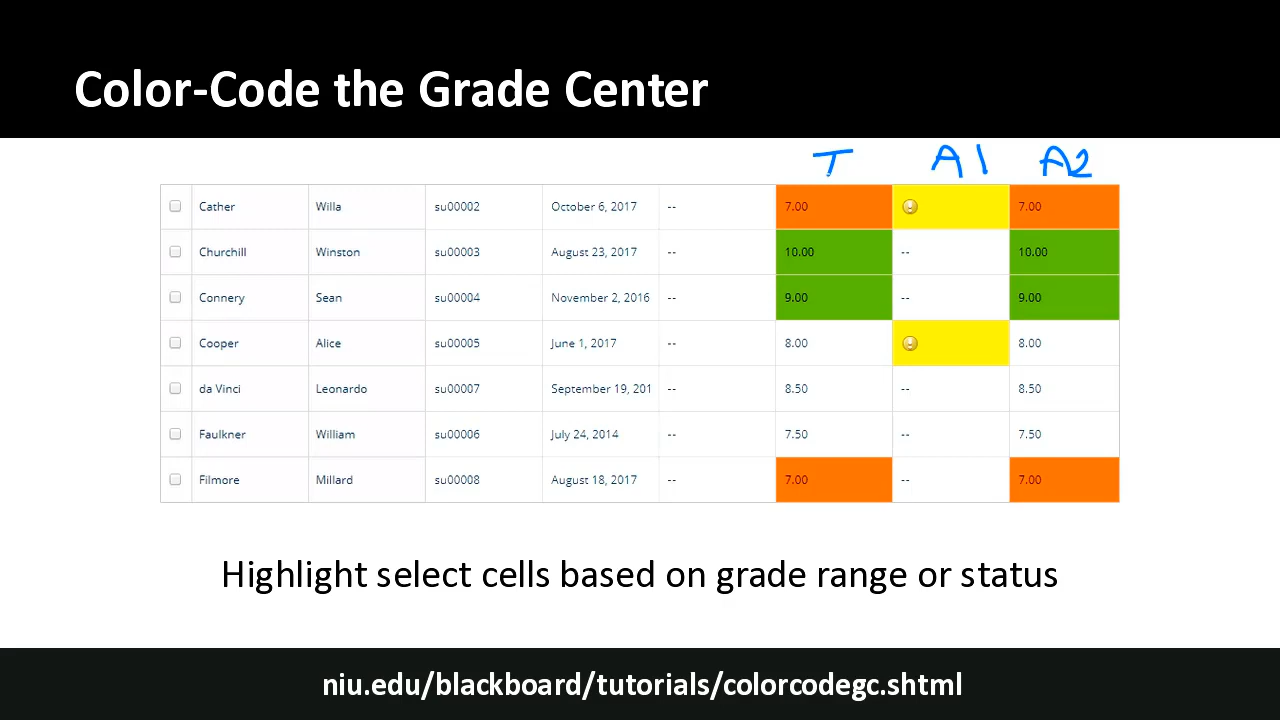 Color-Code the Grade Center
T A1 A2
Cather Willa su00002 October 6, 2017 -- 7.00 7.00
Churchill Winston su00003 August 23, 2017 -- 10.00 -- 10.00
Connery Sean su00004 November 2, 2016 -- 9.00 -- 9.00
Cooper Alice su00005 June 1, 2017 -- 8.00 8.00
da Vinci Leonardo su00007 September 19, 201 -- 8.50 -- 8.50
Faulkner William su00006 July 24, 2014 -- 7.50 -- 7.50
Filmore Millard su00008 August 18, 2017 -- 7.00 -- 7.00
Highlight select cells based on grade range or status
niu.edu/blackboard/tutorials/colorcodegc.shtml